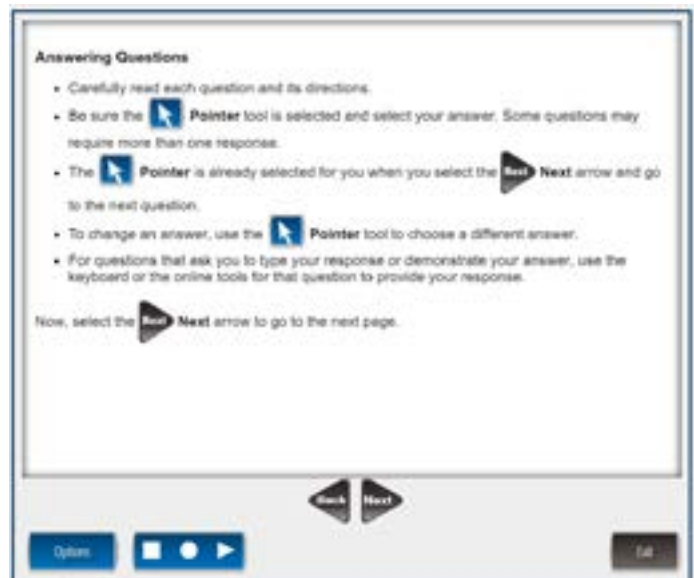 Answering Questions
• Carefully read each question and its directions.
• Be sure the Pointer tool is selected and select your answer. Some questions may
require more than one response.
• The Pointer is already selected for you when you select the Next Next arrow and go
to the next question.
• To change an answer, use the Pointer tool to choose a different answer.
• For questions that ask you to type your response or demonstrate your answer, use the
keyboard or the online tools for that question to provide your response.
Now, select the Next Next arrow to go to the next page.
Back Next
Options Exit